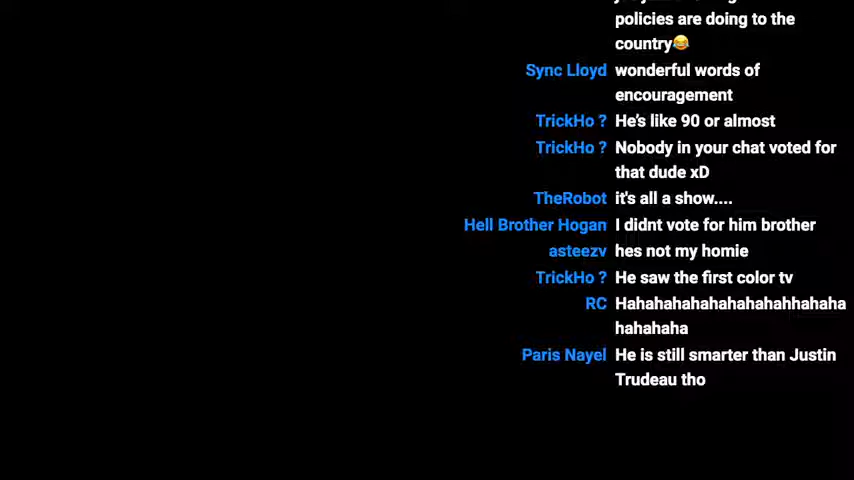 policies are doing to the
country😂
Sync Lloyd wonderful words of
encouragement
TrickHo ? He's like 90 or almost
TrickHo ? Nobody in your chat voted for
that dude xD
TheRobot it's all a show....
Hell Brother Hogan I didnt vote for him brother
asteezv hes not my homie
TrickHo ? He saw the first color tv
RC Hahahahahahahahahhahaha
hahahaha
Paris Nayel He is still smarter than Justin
Trudeau tho